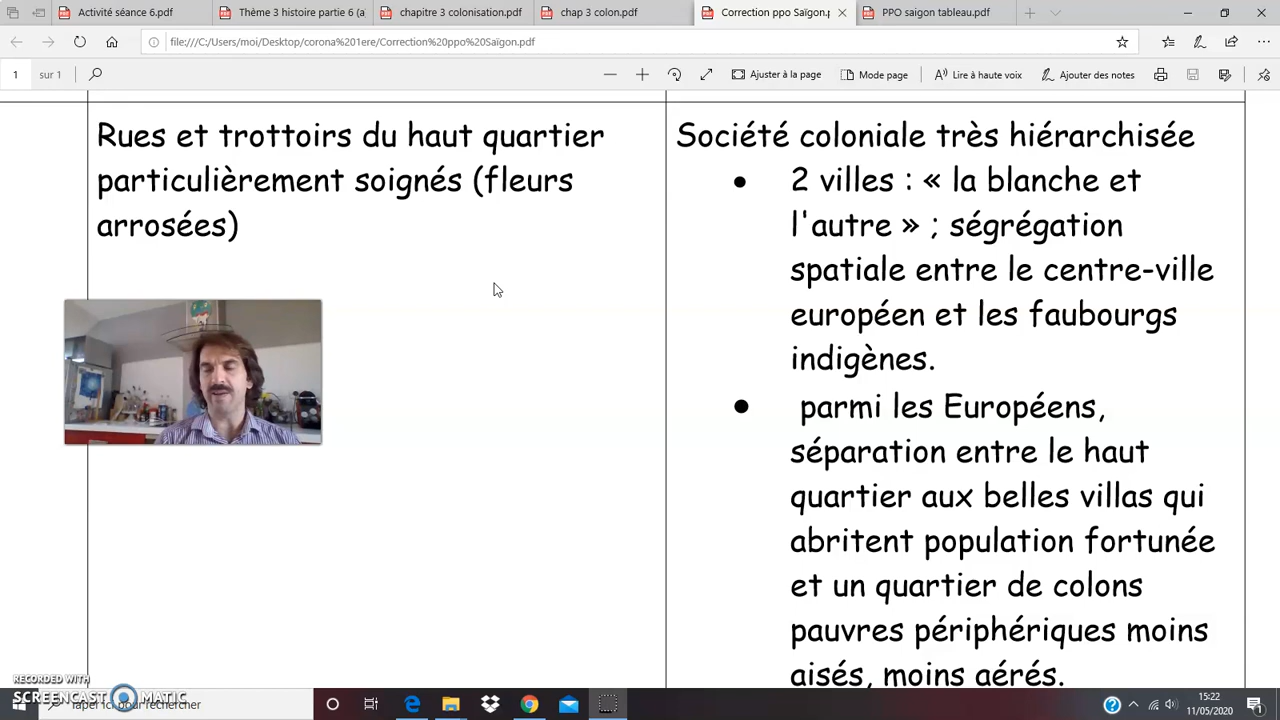 Activité séance 6.pdf
Thème 3 histoire partie 6 (a
chapitre 3 colonisation.pdf
chap 3 colon.pdf
Correction ppo Saïgon.p
PPO saigon tableau.pdf
file:///C:/Users/moi/Desktop/corona%201ere/Correction%20ppo%20Saïgon.pdf
1 sur 1
Ajuster à la page
Mode page
Lire à haute voix
Ajouter des notes
Rues et trottoirs du haut quartier
particulièrement soignés (fleurs
arrosées)
Société coloniale très hiérarchisée
• 2 villes : « la blanche et
l'autre » ; ségrégation
spatiale entre le centre-ville
européen et les faubourgs
indigènes.
• parmi les Européens,
séparation entre le haut
quartier aux belles villas qui
abritent population fortunée
et un quartier de colons
pauvres périphériques moins
aisés, moins aérés.
RECORDED WITH
SCREENCAST MATIC
Taper ici pour rechercher
15:22
11/05/2020